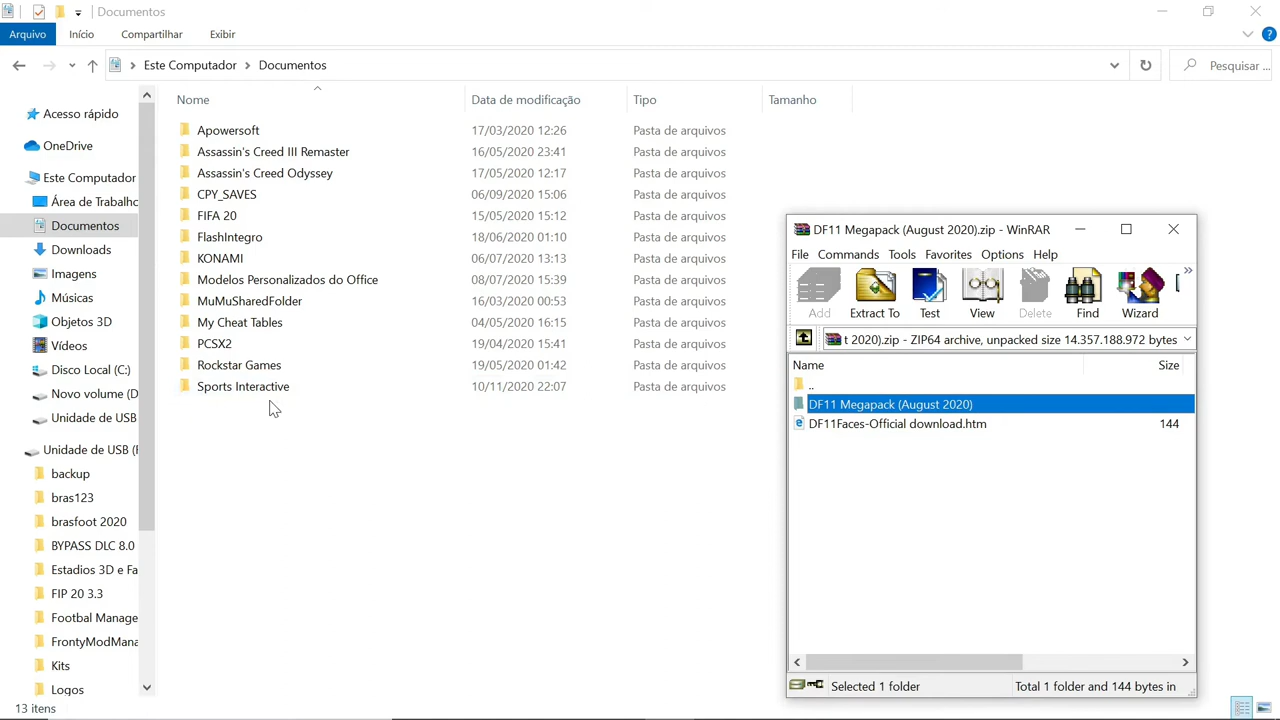 Documentos
Arquivo Início Compartilhar Exibir
Este Computador Documentos Pesquisar ...
Nome Data de modificação Tipo Tamanho
Apowersoft 17/03/2020 12:26 Pasta de arquivos
Assassin's Creed III Remaster 16/05/2020 23:41 Pasta de arquivos
Assassin's Creed Odyssey 17/05/2020 12:17 Pasta de arquivos
CPY_SAVES 06/09/2020 15:06 Pasta de arquivos
FIFA 20 15/05/2020 15:12 Pasta de arquivos
FlashIntegro 18/06/2020 01:10 Pasta de arquivos
KONAMI 06/07/2020 13:13 Pasta de arquivos
Modelos Personalizados do Office 08/07/2020 15:39 Pasta de arquivos
MuMuSharedFolder 16/03/2020 00:53 Pasta de arquivos
My Cheat Tables 04/05/2020 16:15 Pasta de arquivos
PCSX2 19/04/2020 15:41 Pasta de arquivos
Rockstar Games 19/05/2020 01:42 Pasta de arquivos
Sports Interactive 10/11/2020 22:07 Pasta de arquivos
Acesso rápido
OneDrive
Este Computador
Área de Trabalho
Documentos
Downloads
Imagens
Músicas
Objetos 3D
Vídeos
Disco Local (C:)
Novo volume (D
Unidade de USB
Unidade de USB (F
backup
bras123
brasfoot 2020
BYPASS DLC 8.0
Estadios 3D e Fa
FIP 20 3.3
Footbal Manage
FrontyModMana
Kits
Logos
13 itens
DF11 Megapack (August 2020).zip - WinRAR
File Commands Tools Favorites Options Help
Add Extract To Test View Delete Find Wizard
t 2020).zip - ZIP64 archive, unpacked size 14.357.188.972 bytes
Name Size
..
DF11 Megapack (August 2020)
DF11Faces-Official download.htm 144
Selected 1 folder Total 1 folder and 144 bytes in